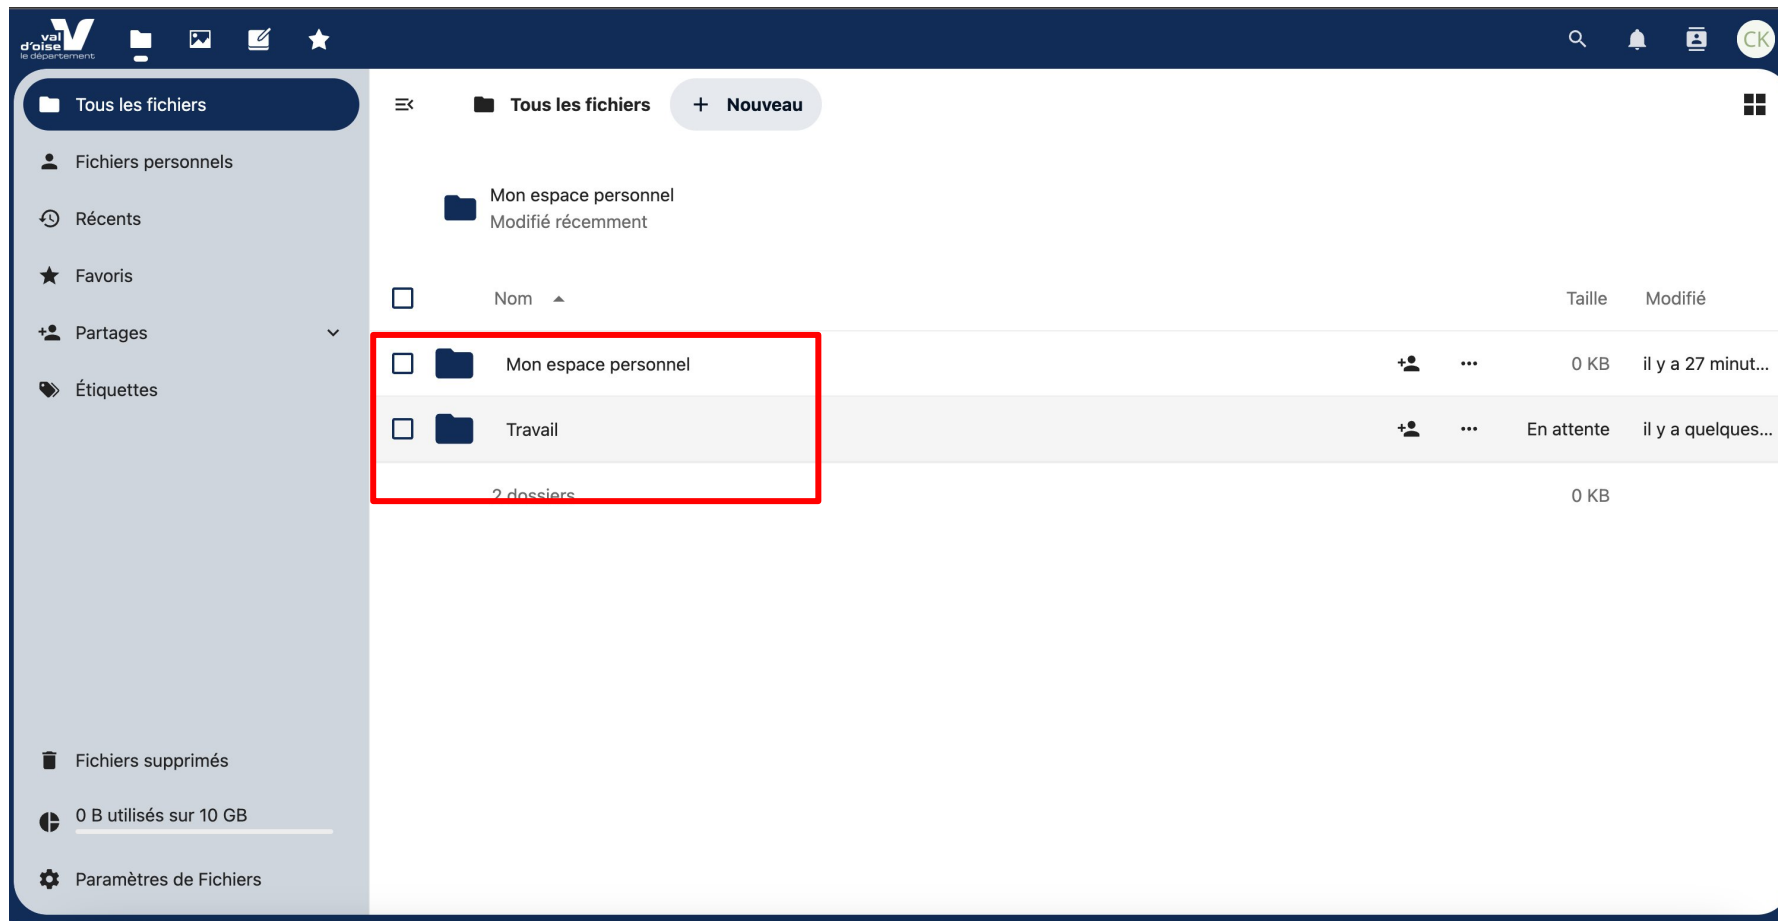 val
d'oise
le département
CK
Tous les fichiers
Tous les fichiers
+ Nouveau
Fichiers personnels
Mon espace personnel
Modifié récemment
Récents
Favoris
Nom
Taille
Modifié
Partages
Mon espace personnel
0 KB
il y a 27 minut...
Étiquettes
Travail
En attente
il y a quelques...
2 dossiers
0 KB
Fichiers supprimés
0 B utilisés sur 10 GB
Paramètres de Fichiers